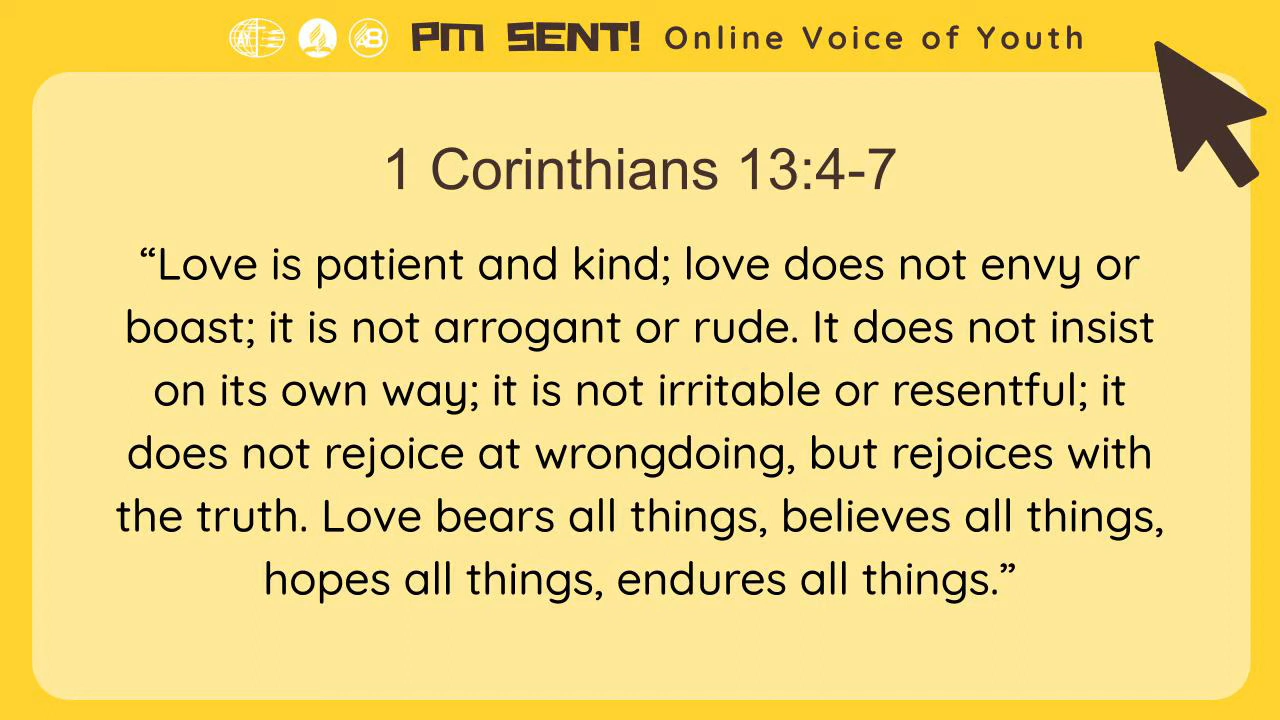 PM SENT! Online Voice of Youth
1 Corinthians 13:4-7
“Love is patient and kind; love does not envy or
boast; it is not arrogant or rude. It does not insist
on its own way; it is not irritable or resentful; it
does not rejoice at wrongdoing, but rejoices with
the truth. Love bears all things, believes all things,
hopes all things, endures all things.”